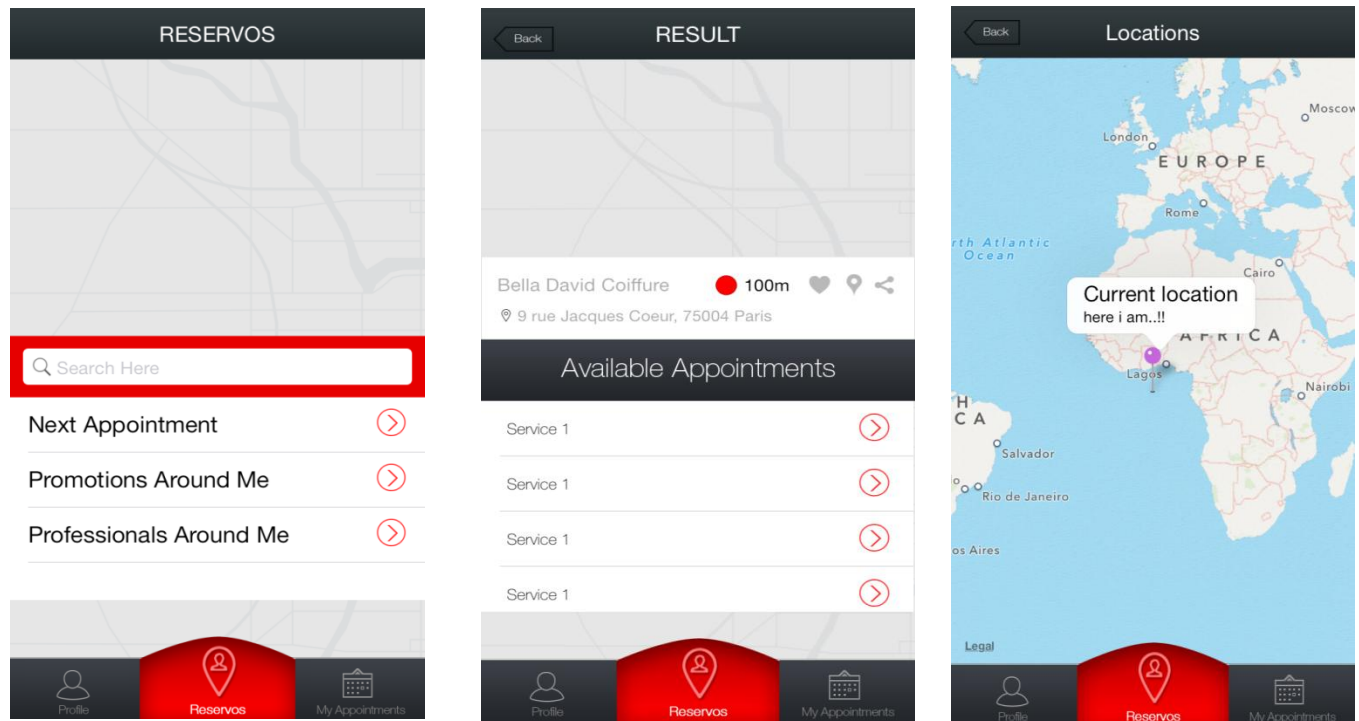 RESERVOS
Search Here
Next Appointment
Promotions Around Me
Professionals Around Me
Profile
Reservos
My Appointments
Back
RESULT
Bella David Coiffure
100m
9 rue Jacques Coeur, 75004 Paris
Available Appointments
Service 1
Service 1
Service 1
Service 1
Profile
Reservos
My Appointments
Back
Locations
Moscow
London
EUROPE
Rome
rth Atlantic
Ocean
Cairo
Current location
here i am..!!
AFRICA
Lagos
Nairobi
H
C A
Salvador
Rio de Janeiro
os Aires
Legal
Profile
Reservos
My Appointments